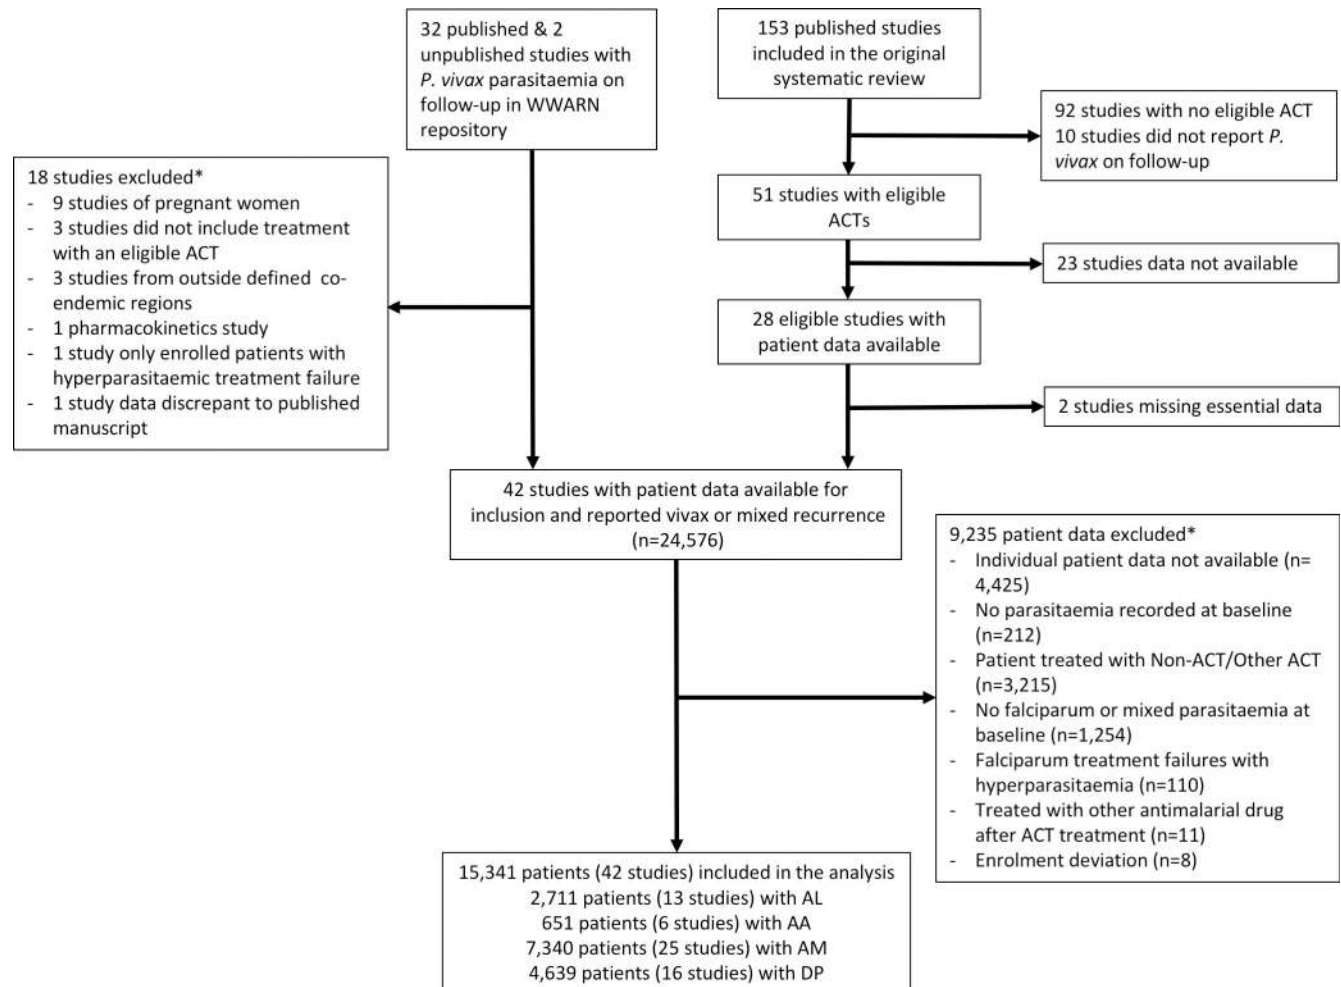 32 published & 2
unpublished studies with
P. vivax parasitaemia on
follow-up in WWARN
repository
153 published studies
included in the original
systematic review
92 studies with no eligible ACT
10 studies did not report P.
vivax on follow-up
18 studies excluded*
- 9 studies of pregnant women
- 3 studies did not include treatment
with an eligible ACT
- 3 studies from outside defined co-
endemic regions
- 1 pharmacokinetics study
- 1 study only enrolled patients with
hyperparasitaemic treatment failure
- 1 study data discrepant to published
manuscript
51 studies with eligible
ACTs
23 studies data not available
28 eligible studies with
patient data available
2 studies missing essential data
42 studies with patient data available for
inclusion and reported vivax or mixed recurrence
(n=24,576)
9,235 patient data excluded*
- Individual patient data not available (n=
4,425)
- No parasitaemia recorded at baseline
(n=212)
- Patient treated with Non-ACT/Other ACT
(n=3,215)
- No falciparum or mixed parasitaemia at
baseline (n=1,254)
- Falciparum treatment failures with
hyperparasitaemia (n=110)
- Treated with other antimalarial drug
after ACT treatment (n=11)
- Enrolment deviation (n=8)
15,341 patients (42 studies) included in the analysis
2,711 patients (13 studies) with AL
651 patients (6 studies) with AA
7,340 patients (25 studies) with AM
4,639 patients (16 studies) with DP